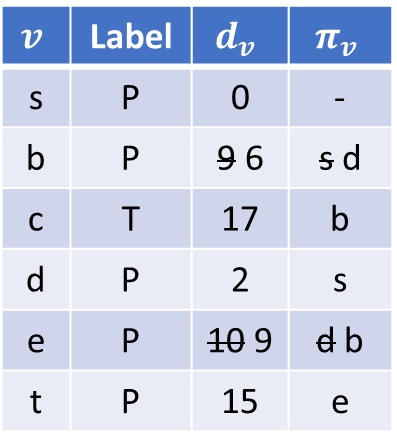 v Label d_v π_v
s P 0 -
b P 9 6 s d
c T 17 b
d P 2 s
e P 10 9 d b
t P 15 e